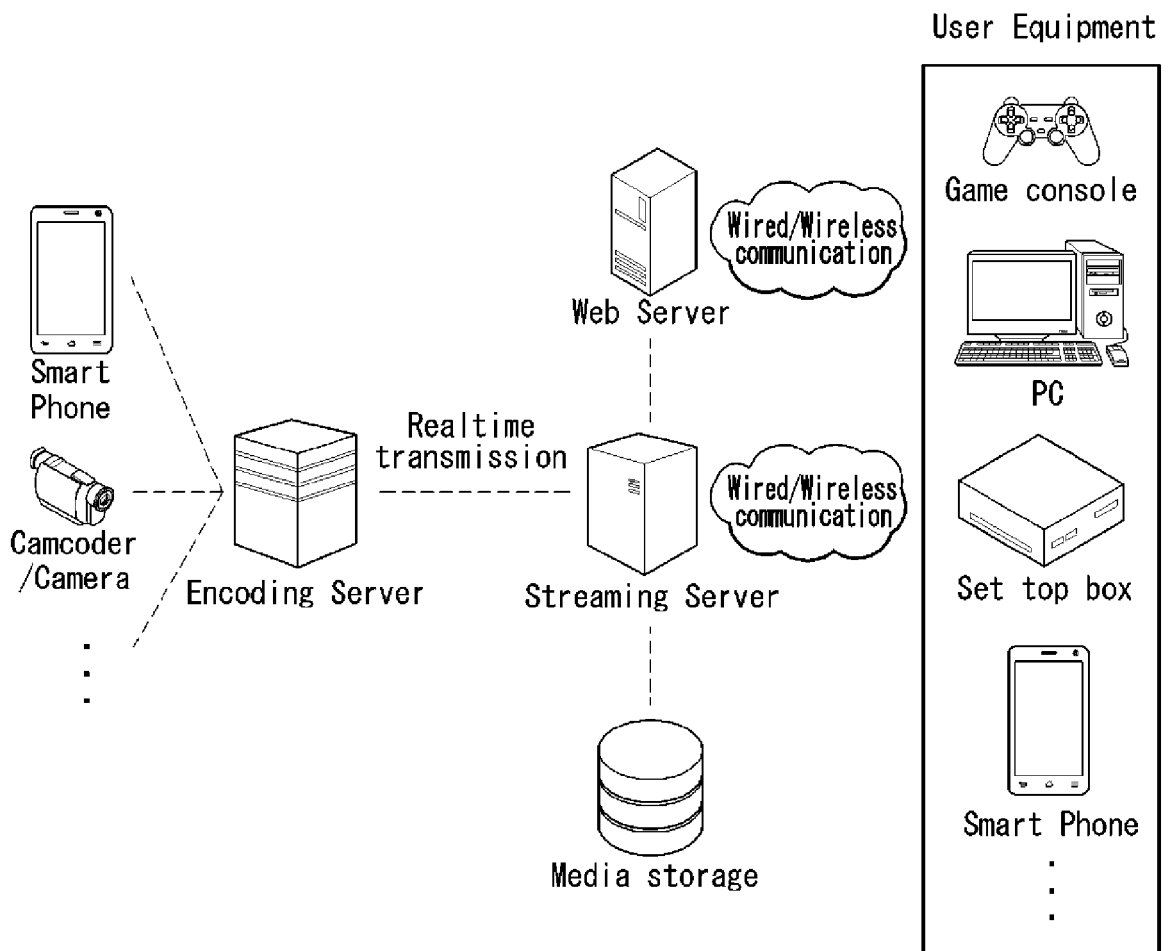 User Equipment
Game console
Wired/Wireless
communication
Web Server
PC
Smart
Phone
Realtime
transmission
Wired/Wireless
communication
Camcoder
/Camera
Encoding Server
Streaming Server
Set top box
Media storage
Smart Phone